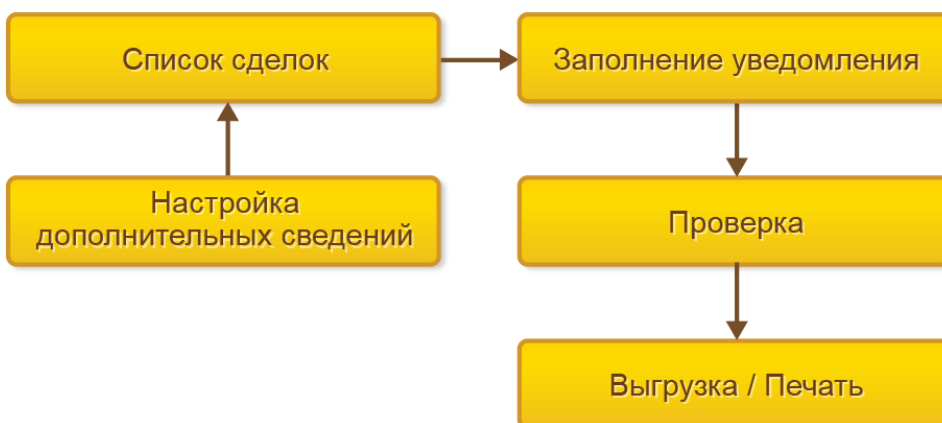 Список сделок
Заполнение уведомления
Настройка
дополнительных сведений
Проверка
Выгрузка / Печать